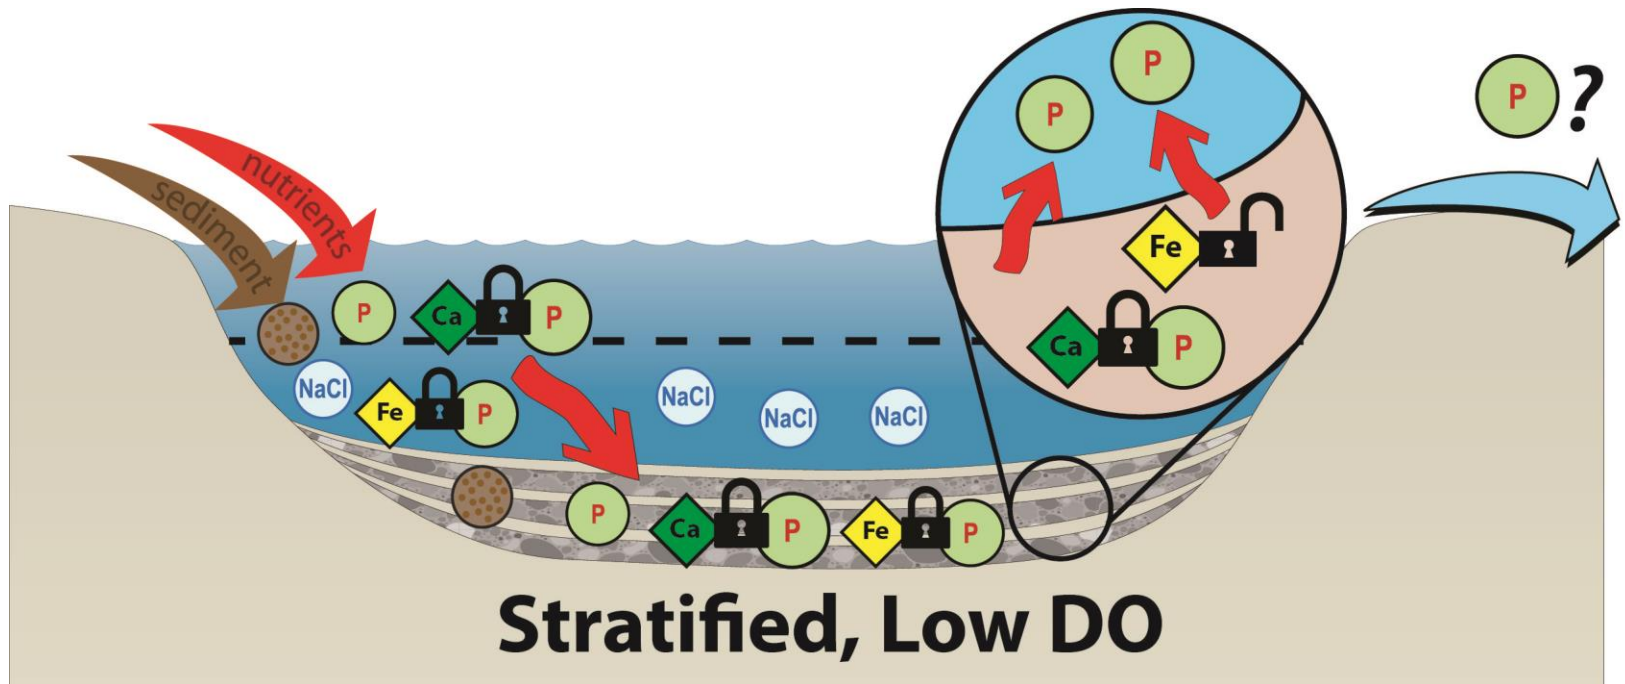 P
P
P ?
nutrients
sediment
P
Ca P
Fe
Ca P
NaCl
Fe P
NaCl
NaCl
NaCl
P
Ca P
Fe P
Stratified, Low DO